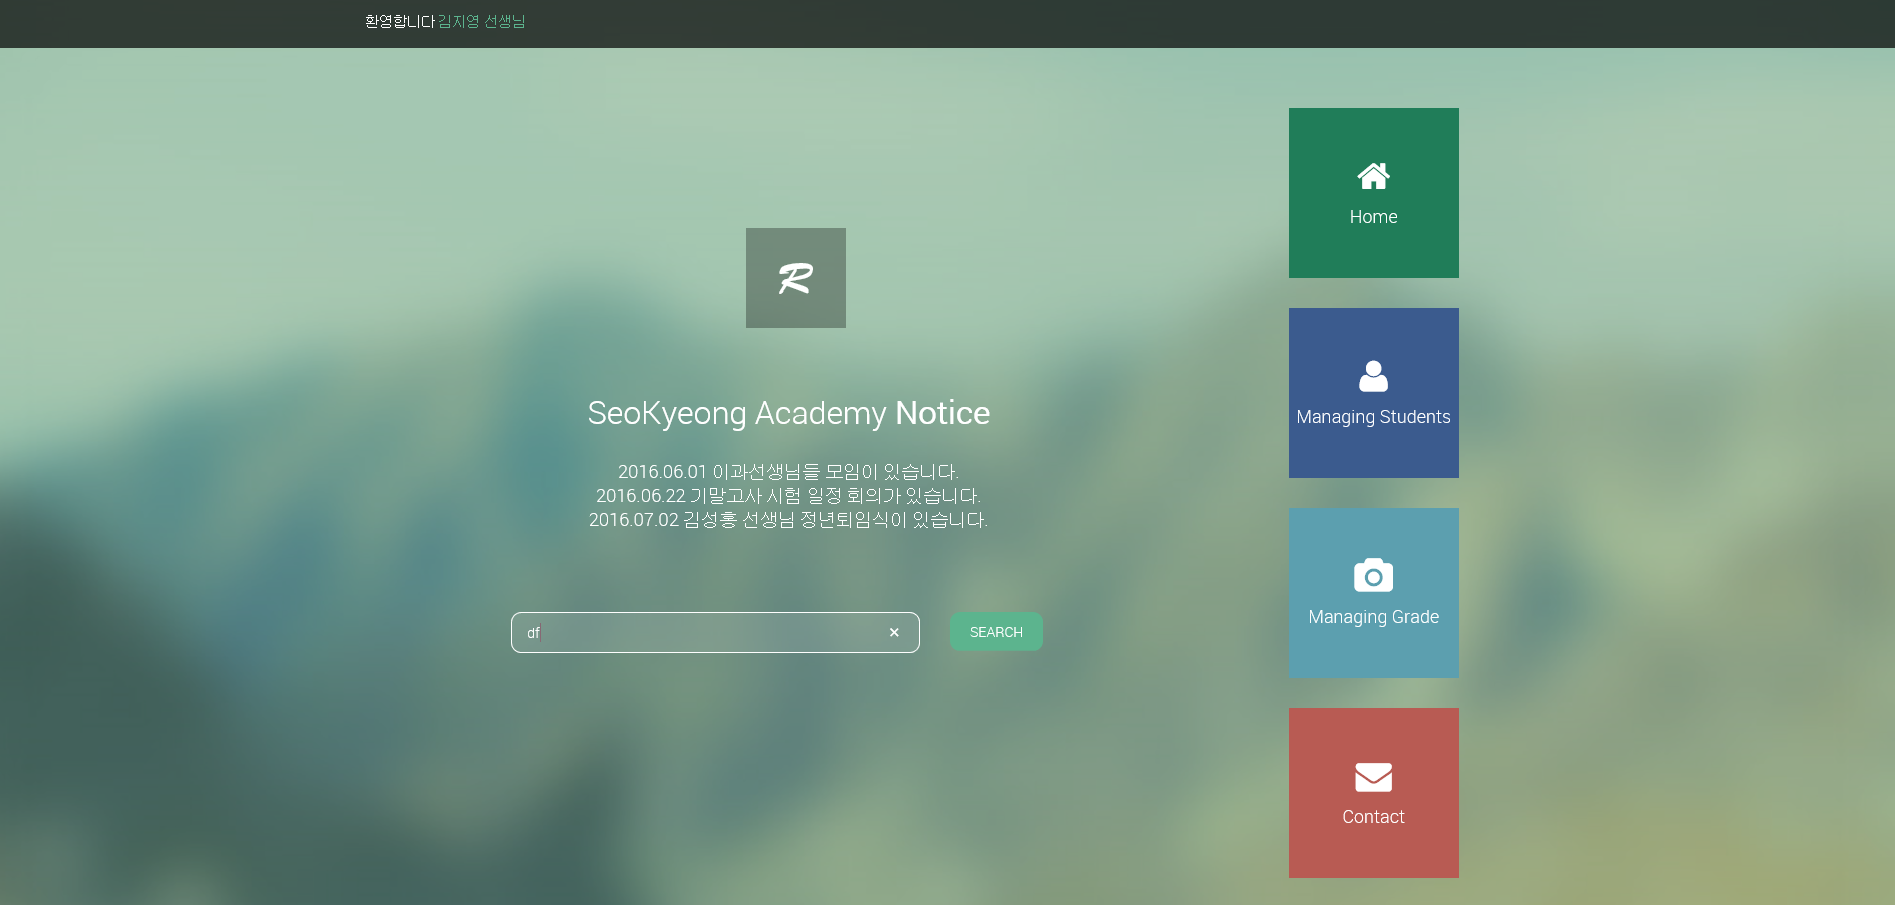 환영합니다 김지영 선생님
R
SeoKyeong Academy Notice
2016.06.01 이과선생님들 모임이 있습니다.
2016.06.22 기말고사 시험 일정 회의가 있습니다.
2016.07.02 김성홍 선생님 정년퇴임식이 있습니다.
df
SEARCH
Home
Managing Students
Managing Grade
Contact